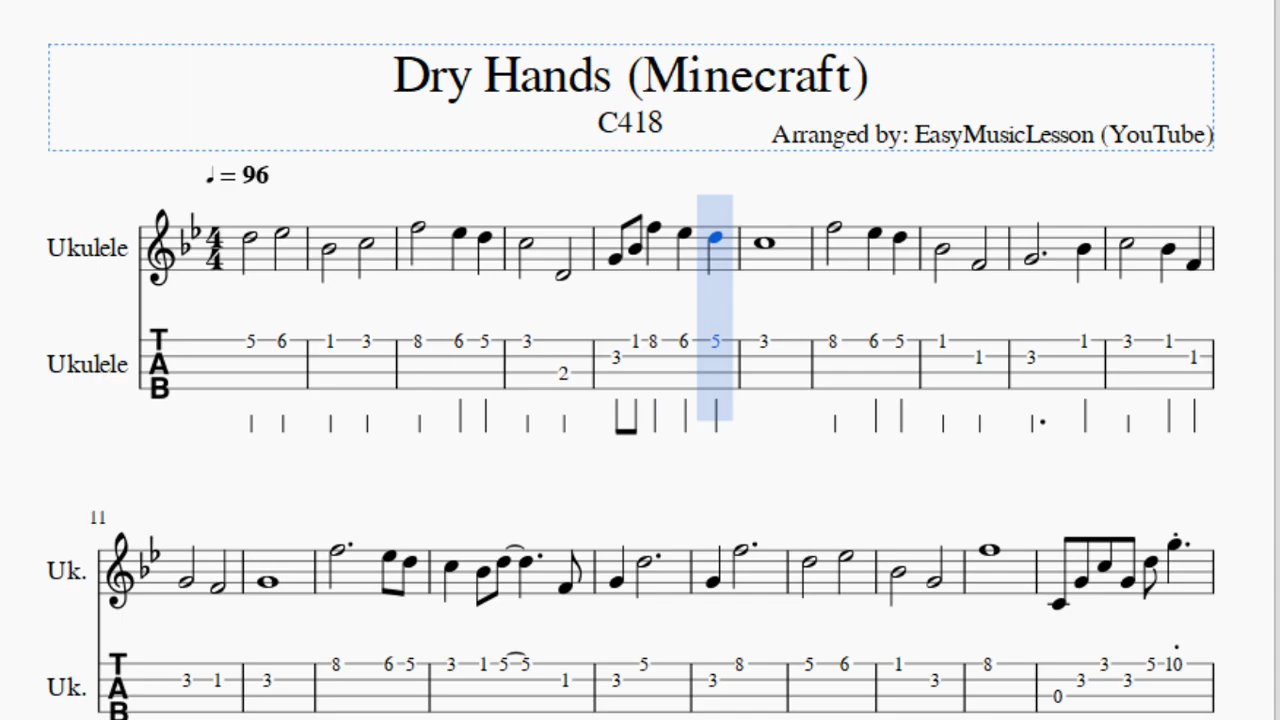 Dry Hands (Minecraft)
C418
Arranged by: EasyMusicLesson (YouTube)
♩ = 96
Ukulele
4
4
Ukulele
T
A
B
5 6 1 3 8 6 5 3 2 3 1 8 6 5 3 8 6 5 1 1 3 1 3 1 1
11
Uk.
Uk.
T
A
B
3 1 3 8 6 5 3 1 5 5 1 3 5 3 8 5 6 1 3 8 0 3 3 3 5 10